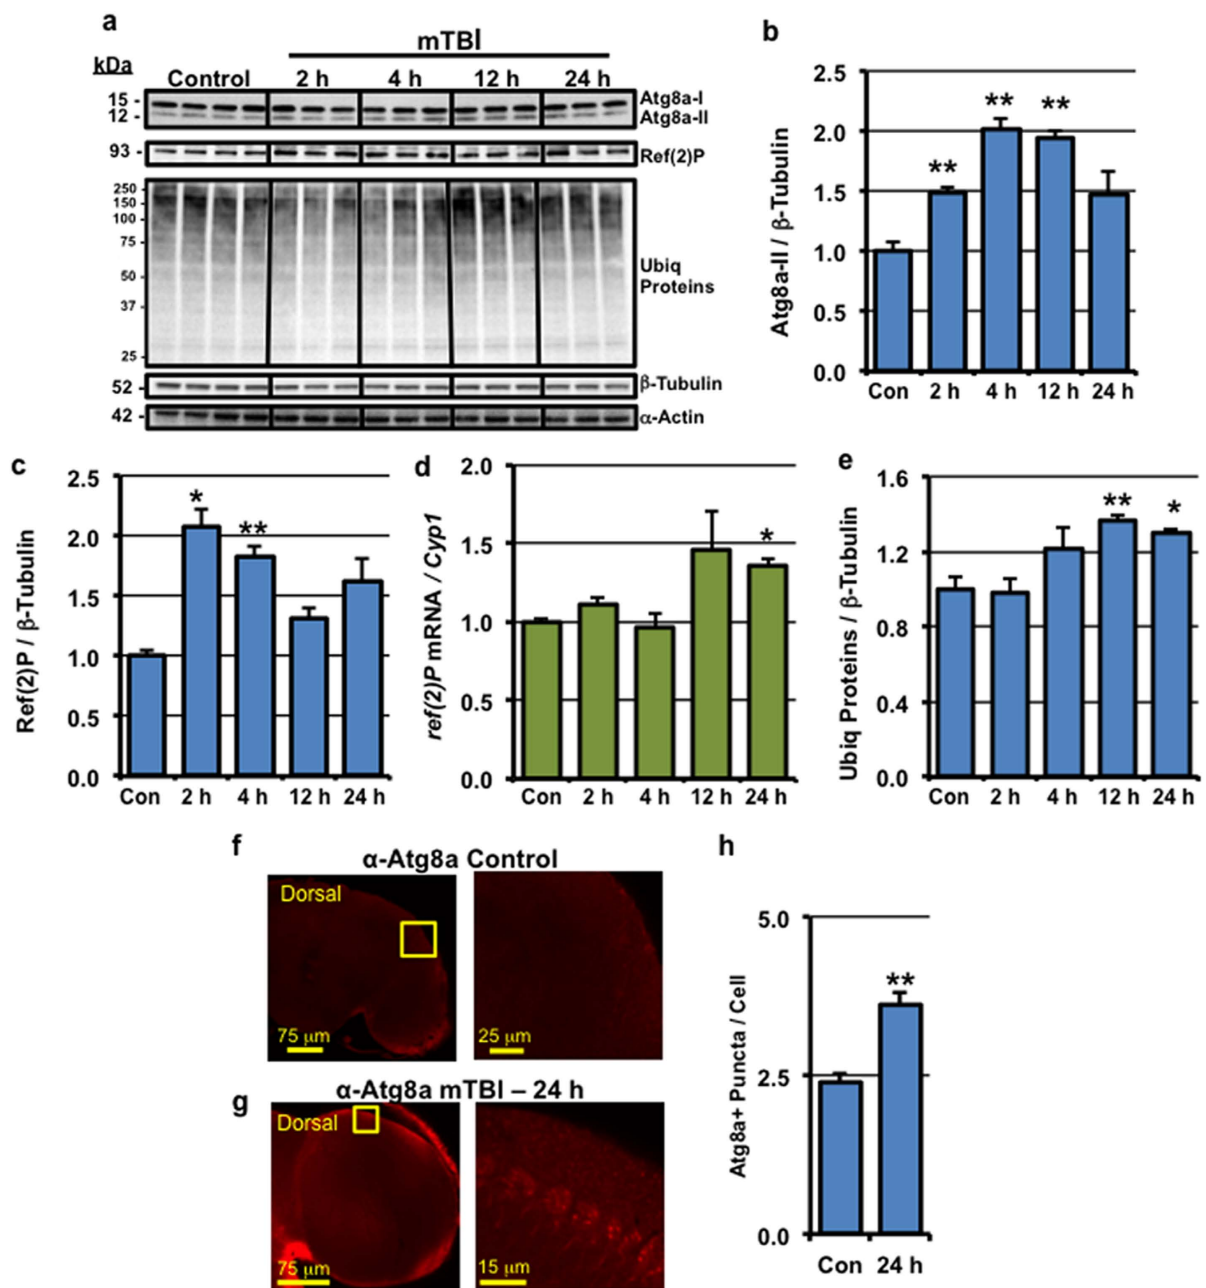 a
mTBI
kDa
Control 2 h 4 h 12 h 24 h
15 -
12 -
Atg8a-I
Atg8a-II
93 -
Ref(2)P
250
150
100
75
50
37
25
Ubiq
Proteins
52 -
β-Tubulin
42 -
α-Actin
b
Atg8a-II / β-Tubulin
2.5
2.0
1.5
1.0
0.5
0.0
** ** **
Con 2 h 4 h 12 h 24 h
c
Ref(2)P / β-Tubulin
2.5
2.0
1.5
1.0
0.5
0.0
* **
Con 2 h 4 h 12 h 24 h
d
ref(2)P mRNA / Cyp1
2.0
1.5
1.0
0.5
0.0
*
Con 2 h 4 h 12 h 24 h
e
Ubiq Proteins / β-Tubulin
1.6
1.2
0.8
0.4
0.0
** *
Con 2 h 4 h 12 h 24 h
f
α-Atg8a Control
Dorsal
75 μm
25 μm
g
α-Atg8a mTBI – 24 h
Dorsal
75 μm
15 μm
h
Atg8a+ Puncta / Cell
5.0
2.5
0.0
**
Con 24 h